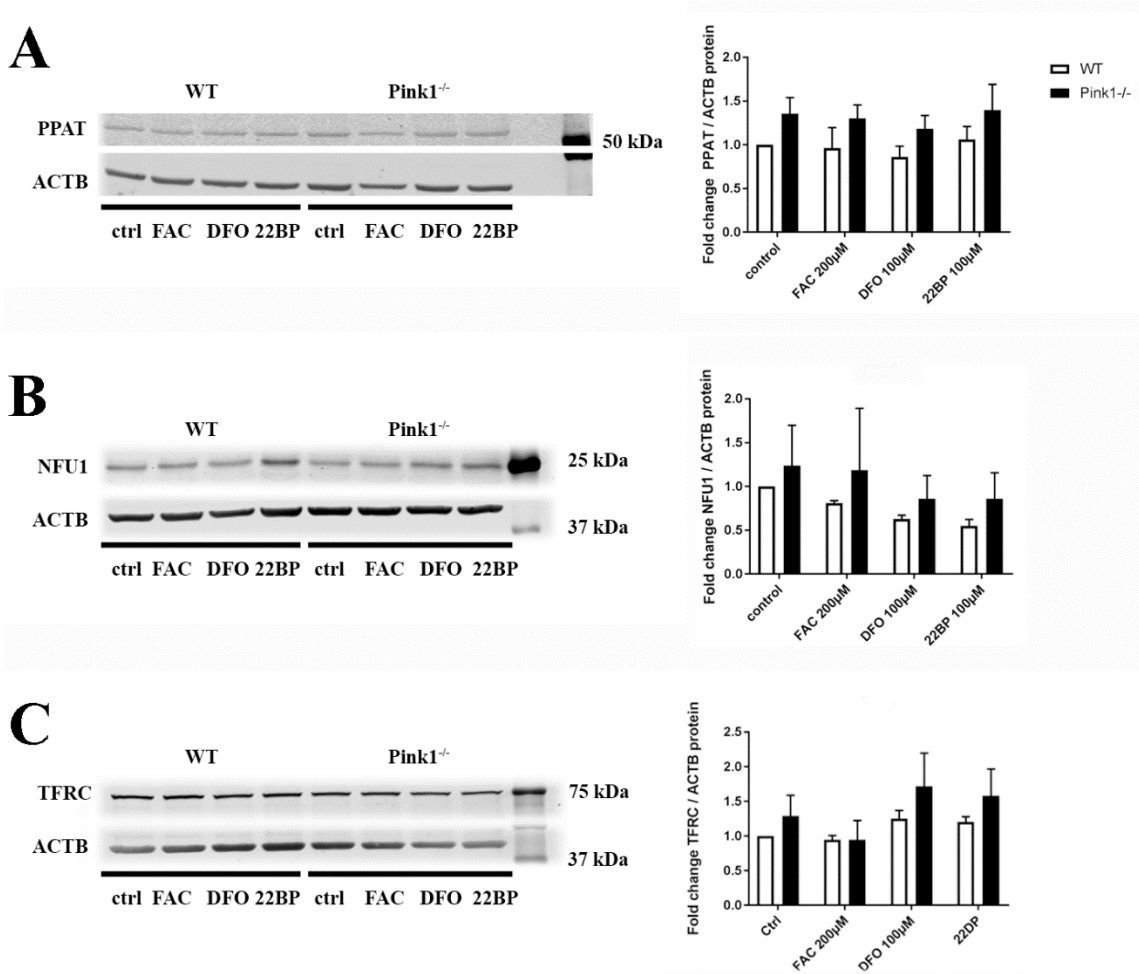 A
WT Pink1-/-
PPAT
50 kDa
ACTB
ctrl FAC DFO 22BP ctrl FAC DFO 22BP
Fold change PPAT / ACTB protein
2.0
1.5
1.0
0.5
0.0
control FAC 200µM DFO 100µM 22BP 100µM
WT
Pink1-/-
B
WT Pink1-/-
NFU1 25 kDa
ACTB
37 kDa
ctrl FAC DFO 22BP ctrl FAC DFO 22BP
Fold change NFU1 / ACTB protein
2.0
1.5
1.0
0.5
0.0
control FAC 200µM DFO 100µM 22BP 100µM
C
WT Pink1-/-
TFRC 75 kDa
ACTB
37 kDa
ctrl FAC DFO 22BP ctrl FAC DFO 22BP
Fold change TFRC / ACTB protein
2.5
2.0
1.5
1.0
0.5
0.0
Ctrl FAC 200µM DFO 100µM 22DP